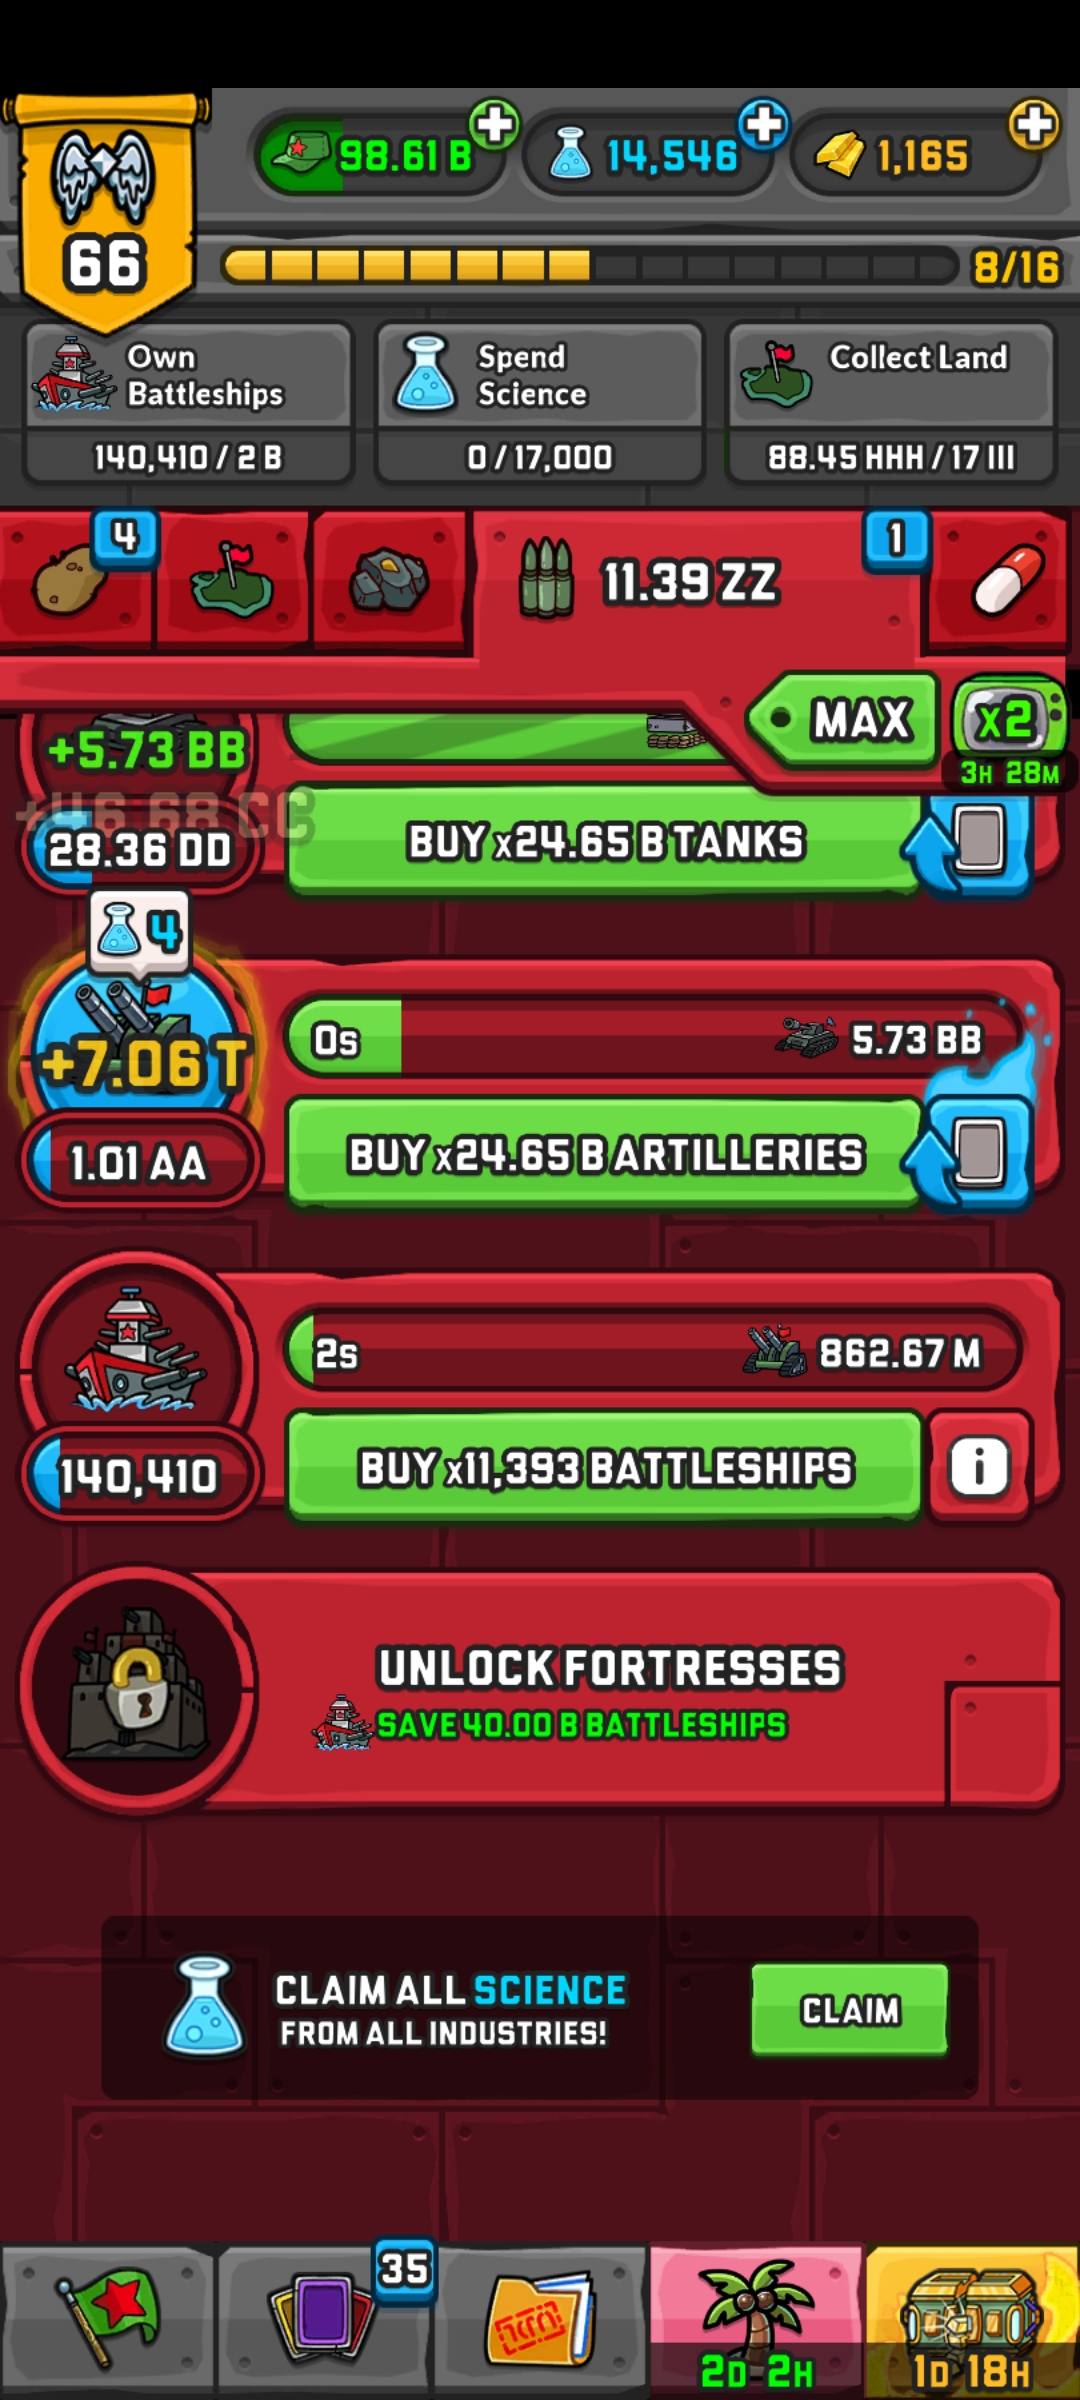 98.61 B
14,546
1,165
66
8/16
Own
Battleships
140,410 / 2 B
Spend
Science
0 / 17,000
Collect Land
88.45 HHH / 17 III
4
11.39 ZZ
1
MAX
x2
3H 28M
+5.73 BB
+46.68 CC
28.36 DD
BUY x24.65 B TANKS
4
+7.06 T
0s
5.73 BB
1.01 AA
BUY x24.65 B ARTILLERIES
2s
862.67 M
140,410
BUY x11,393 BATTLESHIPS
i
UNLOCK FORTRESSES
SAVE 40.00 B BATTLESHIPS
CLAIM ALL SCIENCE
FROM ALL INDUSTRIES!
CLAIM
35
2D 2H
1D 18H